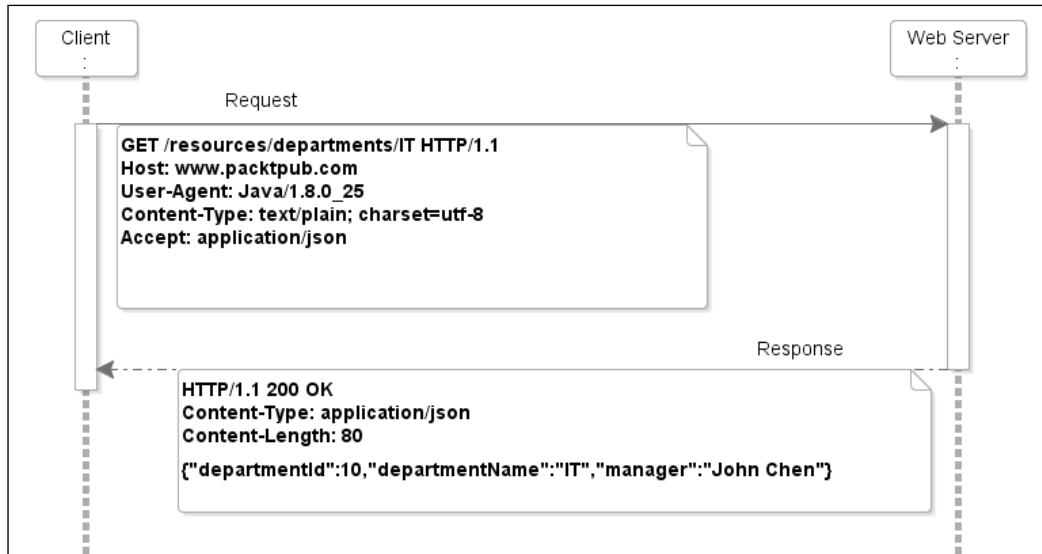 Client
:
Web Server
:
Request
GET /resources/departments/IT HTTP/1.1
Host: www.packtpub.com
User-Agent: Java/1.8.0_25
Content-Type: text/plain; charset=utf-8
Accept: application/json
Response
HTTP/1.1 200 OK
Content-Type: application/json
Content-Length: 80
{"departmentId":10,"departmentName":"IT","manager":"John Chen"}